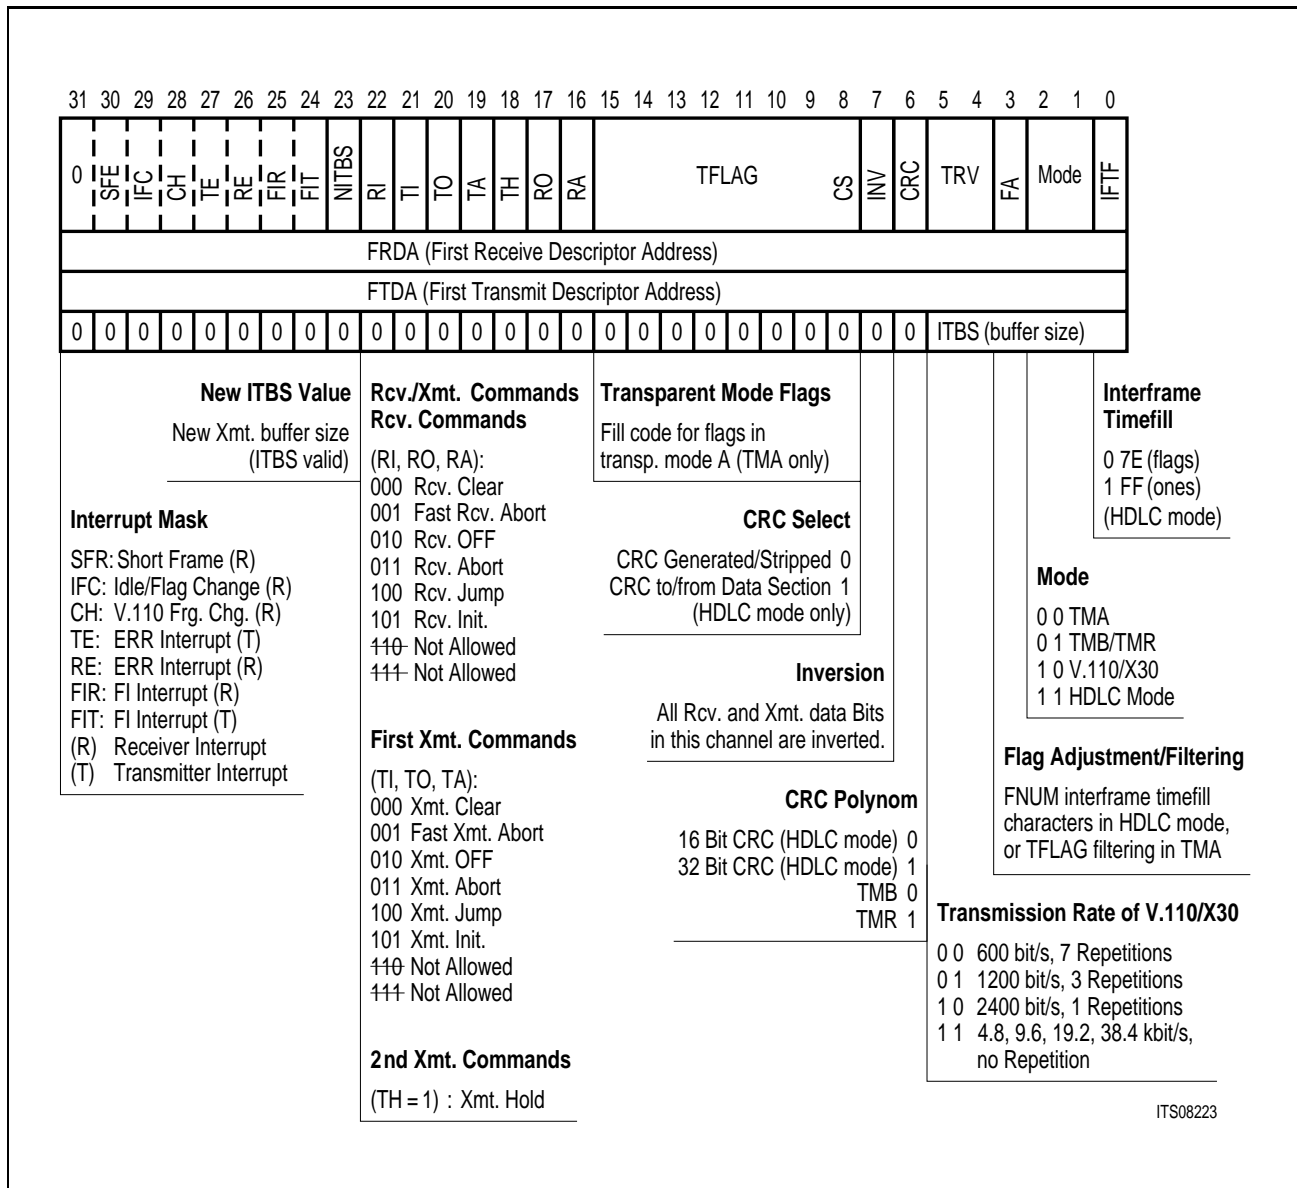 31 30 29 28 27 26 25 24 23 22 21 20 19 18 17 16 15 14 13 12 11 10 9 8 7 6 5 4 3 2 1 0
0 SFE IFC CH TE RE FIR FIT NITBS RI TI TO TA TH RO RA TFLAG CS INV CRC TRV FA Mode IFTF
FRDA (First Receive Descriptor Address)
FTDA (First Transmit Descriptor Address)
0 0 0 0 0 0 0 0 0 0 0 0 0 0 0 0 0 0 0 0 0 0 0 0 0 0 ITBS (buffer size)
New ITBS Value
New Xmt. buffer size
(ITBS valid)
Interrupt Mask
SFR: Short Frame (R)
IFC: Idle/Flag Change (R)
CH: V.110 Frg. Chg. (R)
TE: ERR Interrupt (T)
RE: ERR Interrupt (R)
FIR: FI Interrupt (R)
FIT: FI Interrupt (T)
(R) Receiver Interrupt
(T) Transmitter Interrupt
Rcv./Xmt. Commands
Rcv. Commands
(RI, RO, RA):
000 Rcv. Clear
001 Fast Rcv. Abort
010 Rcv. OFF
011 Rcv. Abort
100 Rcv. Jump
101 Rcv. Init.
110 Not Allowed
111 Not Allowed
First Xmt. Commands
(TI, TO, TA):
000 Xmt. Clear
001 Fast Xmt. Abort
010 Xmt. OFF
011 Xmt. Abort
100 Xmt. Jump
101 Xmt. Init.
110 Not Allowed
111 Not Allowed
2nd Xmt. Commands
(TH = 1) : Xmt. Hold
Transparent Mode Flags
Fill code for flags in
transp. mode A (TMA only)
CRC Select
CRC Generated/Stripped 0
CRC to/from Data Section 1
(HDLC mode only)
Inversion
All Rcv. and Xmt. data Bits
in this channel are inverted.
CRC Polynom
16 Bit CRC (HDLC mode) 0
32 Bit CRC (HDLC mode) 1
TMB 0
TMR 1
Interframe
Timefill
0 7E (flags)
1 FF (ones)
(HDLC mode)
Mode
0 0 TMA
0 1 TMB/TMR
1 0 V.110/X30
1 1 HDLC Mode
Flag Adjustment/Filtering
FNUM interframe timefill
characters in HDLC mode,
or TFLAG filtering in TMA
Transmission Rate of V.110/X30
0 0 600 bit/s, 7 Repetitions
0 1 1200 bit/s, 3 Repetitions
1 0 2400 bit/s, 1 Repetitions
1 1 4.8, 9.6, 19.2, 38.4 kbit/s,
no Repetition
ITS08223